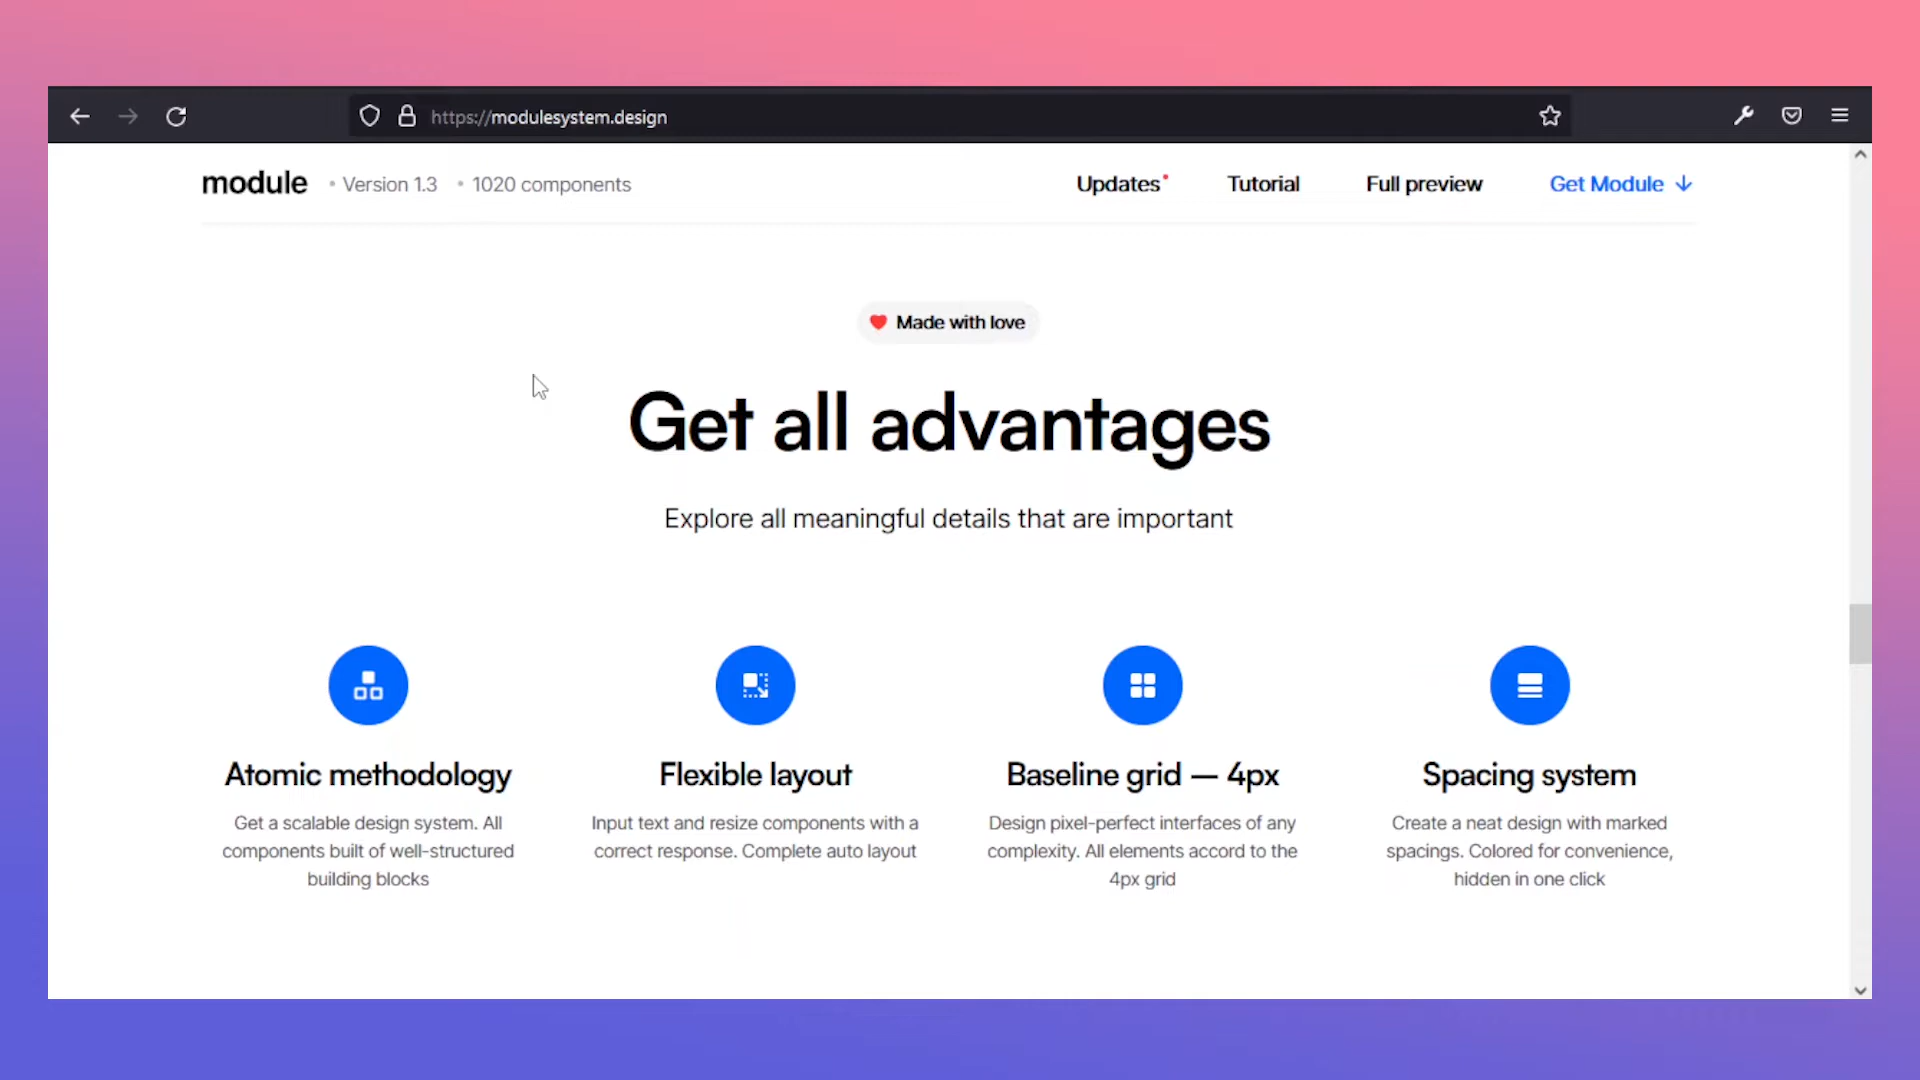 https://modulesystem.design
module • Version 1.3 • 1020 components Updates Tutorial Full preview Get Module ↓
Made with love
Get all advantages
Explore all meaningful details that are important
Atomic methodology
Get a scalable design system. All
components built of well-structured
building blocks
Flexible layout
Input text and resize components with a
correct response. Complete auto layout
Baseline grid — 4px
Design pixel-perfect interfaces of any
complexity. All elements accord to the
4px grid
Spacing system
Create a neat design with marked
spacings. Colored for convenience,
hidden in one click